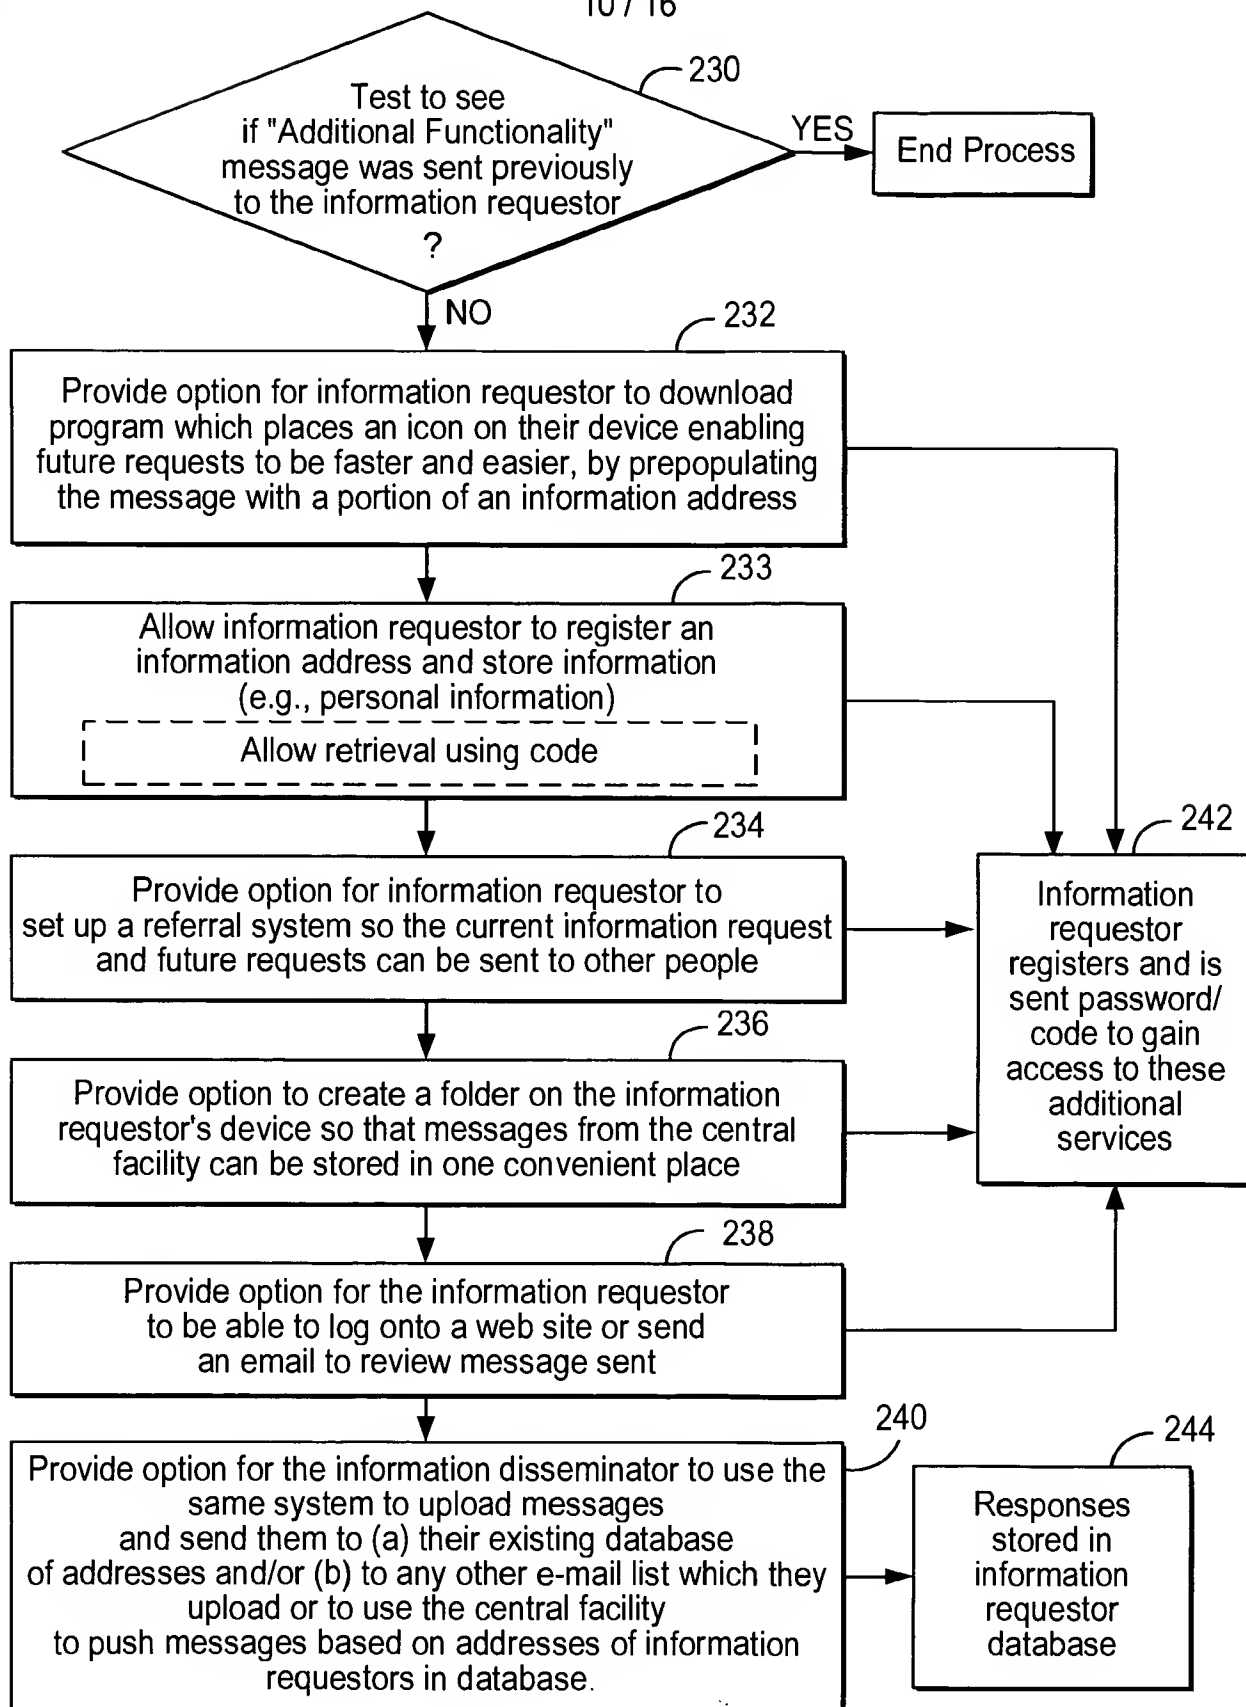 10 / 16
230
Test to see
if "Additional Functionality"
message was sent previously
to the information requestor
?
YES
End Process
NO
232
Provide option for information requestor to download
program which places an icon on their device enabling
future requests to be faster and easier, by prepopulating
the message with a portion of an information address
233
Allow information requestor to register an
information address and store information
(e.g., personal information)
Allow retrieval using code
234
Provide option for information requestor to
set up a referral system so the current information request
and future requests can be sent to other people
242
Information
requestor
registers and is
sent password/
code to gain
access to these
additional
services
236
Provide option to create a folder on the information
requestor's device so that messages from the central
facility can be stored in one convenient place
238
Provide option for the information requestor
to be able to log onto a web site or send
an email to review message sent
240
Provide option for the information disseminator to use the
same system to upload messages
and send them to (a) their existing database
of addresses and/or (b) to any other e-mail list which they
upload or to use the central facility
to push messages based on addresses of information
requestors in database.
244
Responses
stored in
information
requestor
database